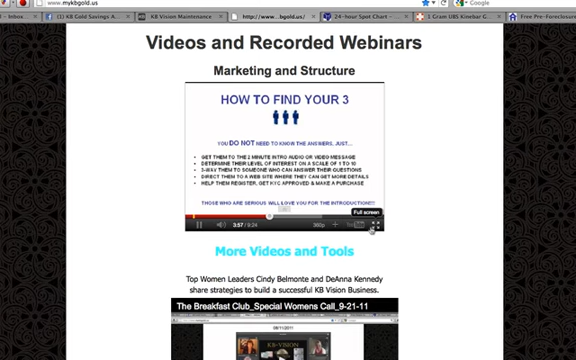 www.mykbgold.us
Google
- Inbox...
KB Gold Savings A...
KB Vision Maintenance
http://www....bgold.us/
24-hour Spot Chart -
1 Gram UBS Kinebar G...
Free Pre-Foreclosure
Videos and Recorded Webinars
Marketing and Structure
HOW TO FIND YOUR 3
YOU DO NOT NEED TO KNOW THE ANSWERS, JUST...
• GET THEM TO THE 2 MINUTE INTRO AUDIO OR VIDEO MESSAGE
• DETERMINE THEIR LEVEL OF INTEREST ON A SCALE OF 1 TO 10
• 3-WAY THEM TO SOMEONE WHO CAN ANSWER THEIR QUESTIONS
• DIRECT THEM TO A WEB SITE WHERE THEY CAN GET MORE DETAILS
• HELP THEM REGISTER, GET KYC APPROVED & MAKE A PURCHASE
THOSE WHO ARE SERIOUS WILL LOVE YOU FOR THE INTRODUCTION!!!
Full screen
3:57 / 9:24
360p
More Videos and Tools
Top Women Leaders Cindy Belmonte and DeAnna Kennedy
share strategies to build a successful KB Vision Business.
The Breakfast Club_Special Womens Call_9-21-11
KB VISION